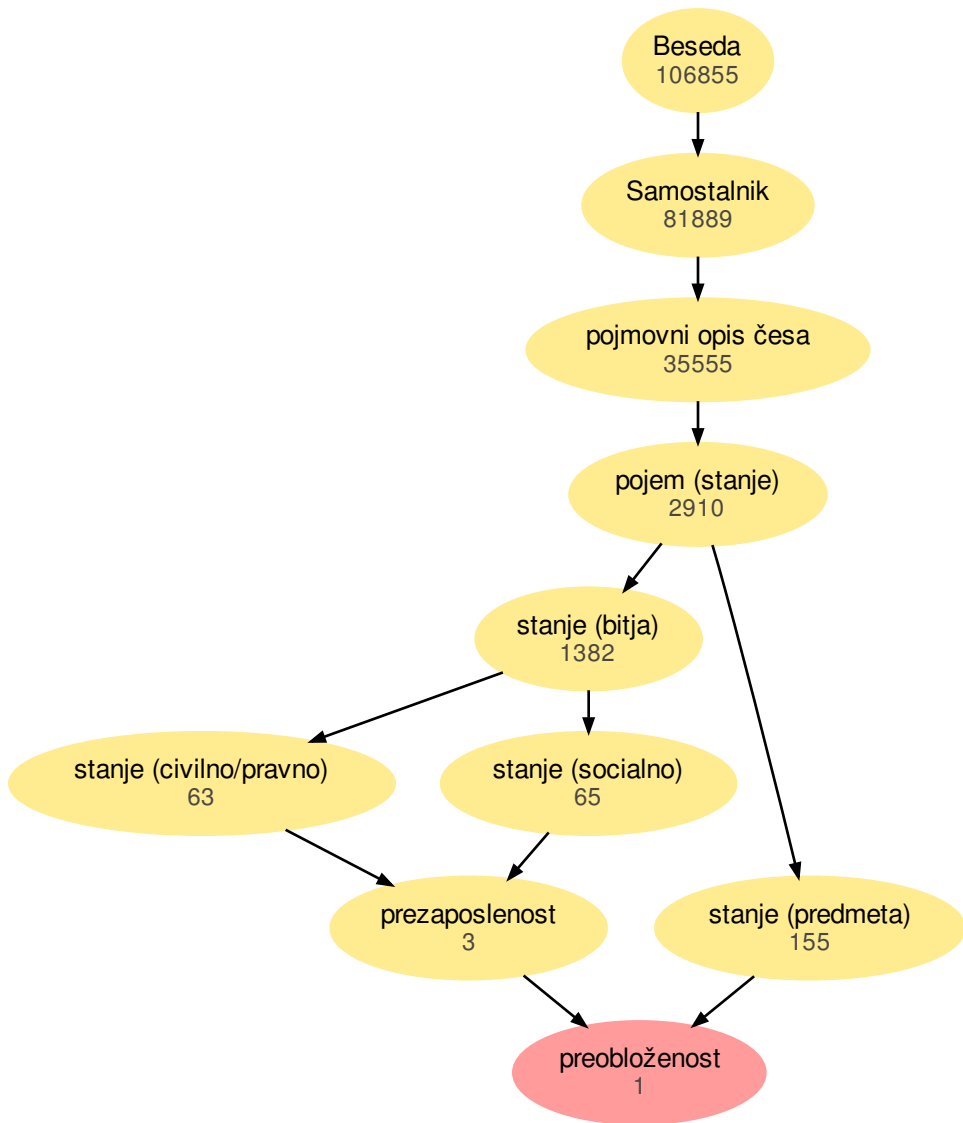 Beseda
106855
Samostalnik
81889
pojmovni opis česa
35555
pojem (stanje)
2910
stanje (bitja)
1382
stanje (civilno/pravno)
63
stanje (socialno)
65
prezaposlenost
3
stanje (predmeta)
155
preobloženost
1